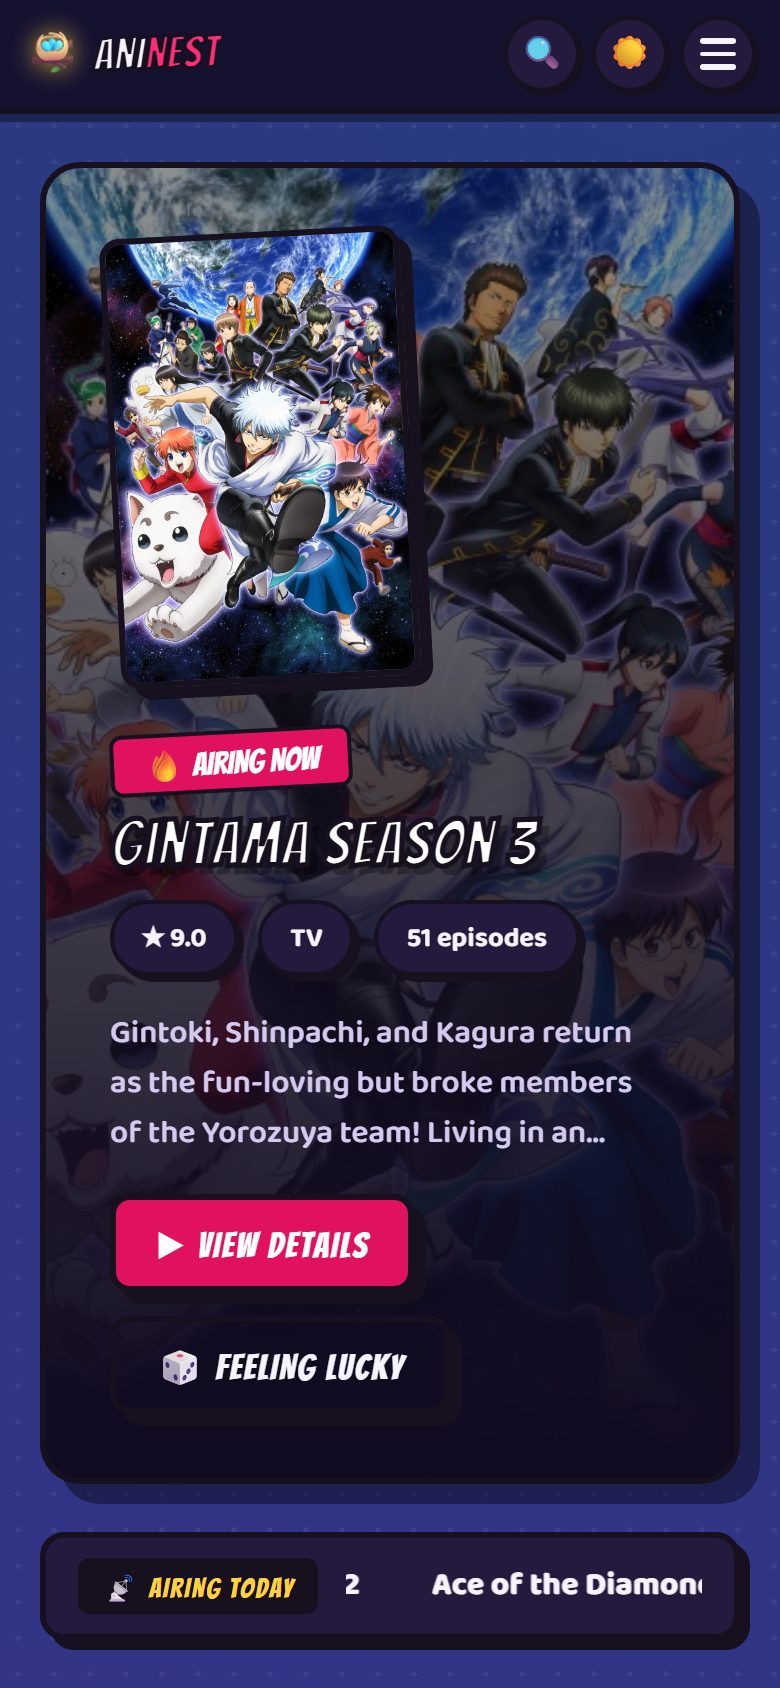 ANINEST
AIRING NOW
GINTAMA SEASON 3
★ 9.0
TV
51 episodes
Gintoki, Shinpachi, and Kagura return
as the fun-loving but broke members
of the Yorozuya team! Living in an...
▶ VIEW DETAILS
FEELING LUCKY
AIRING TODAY
2
Ace of the Diamond